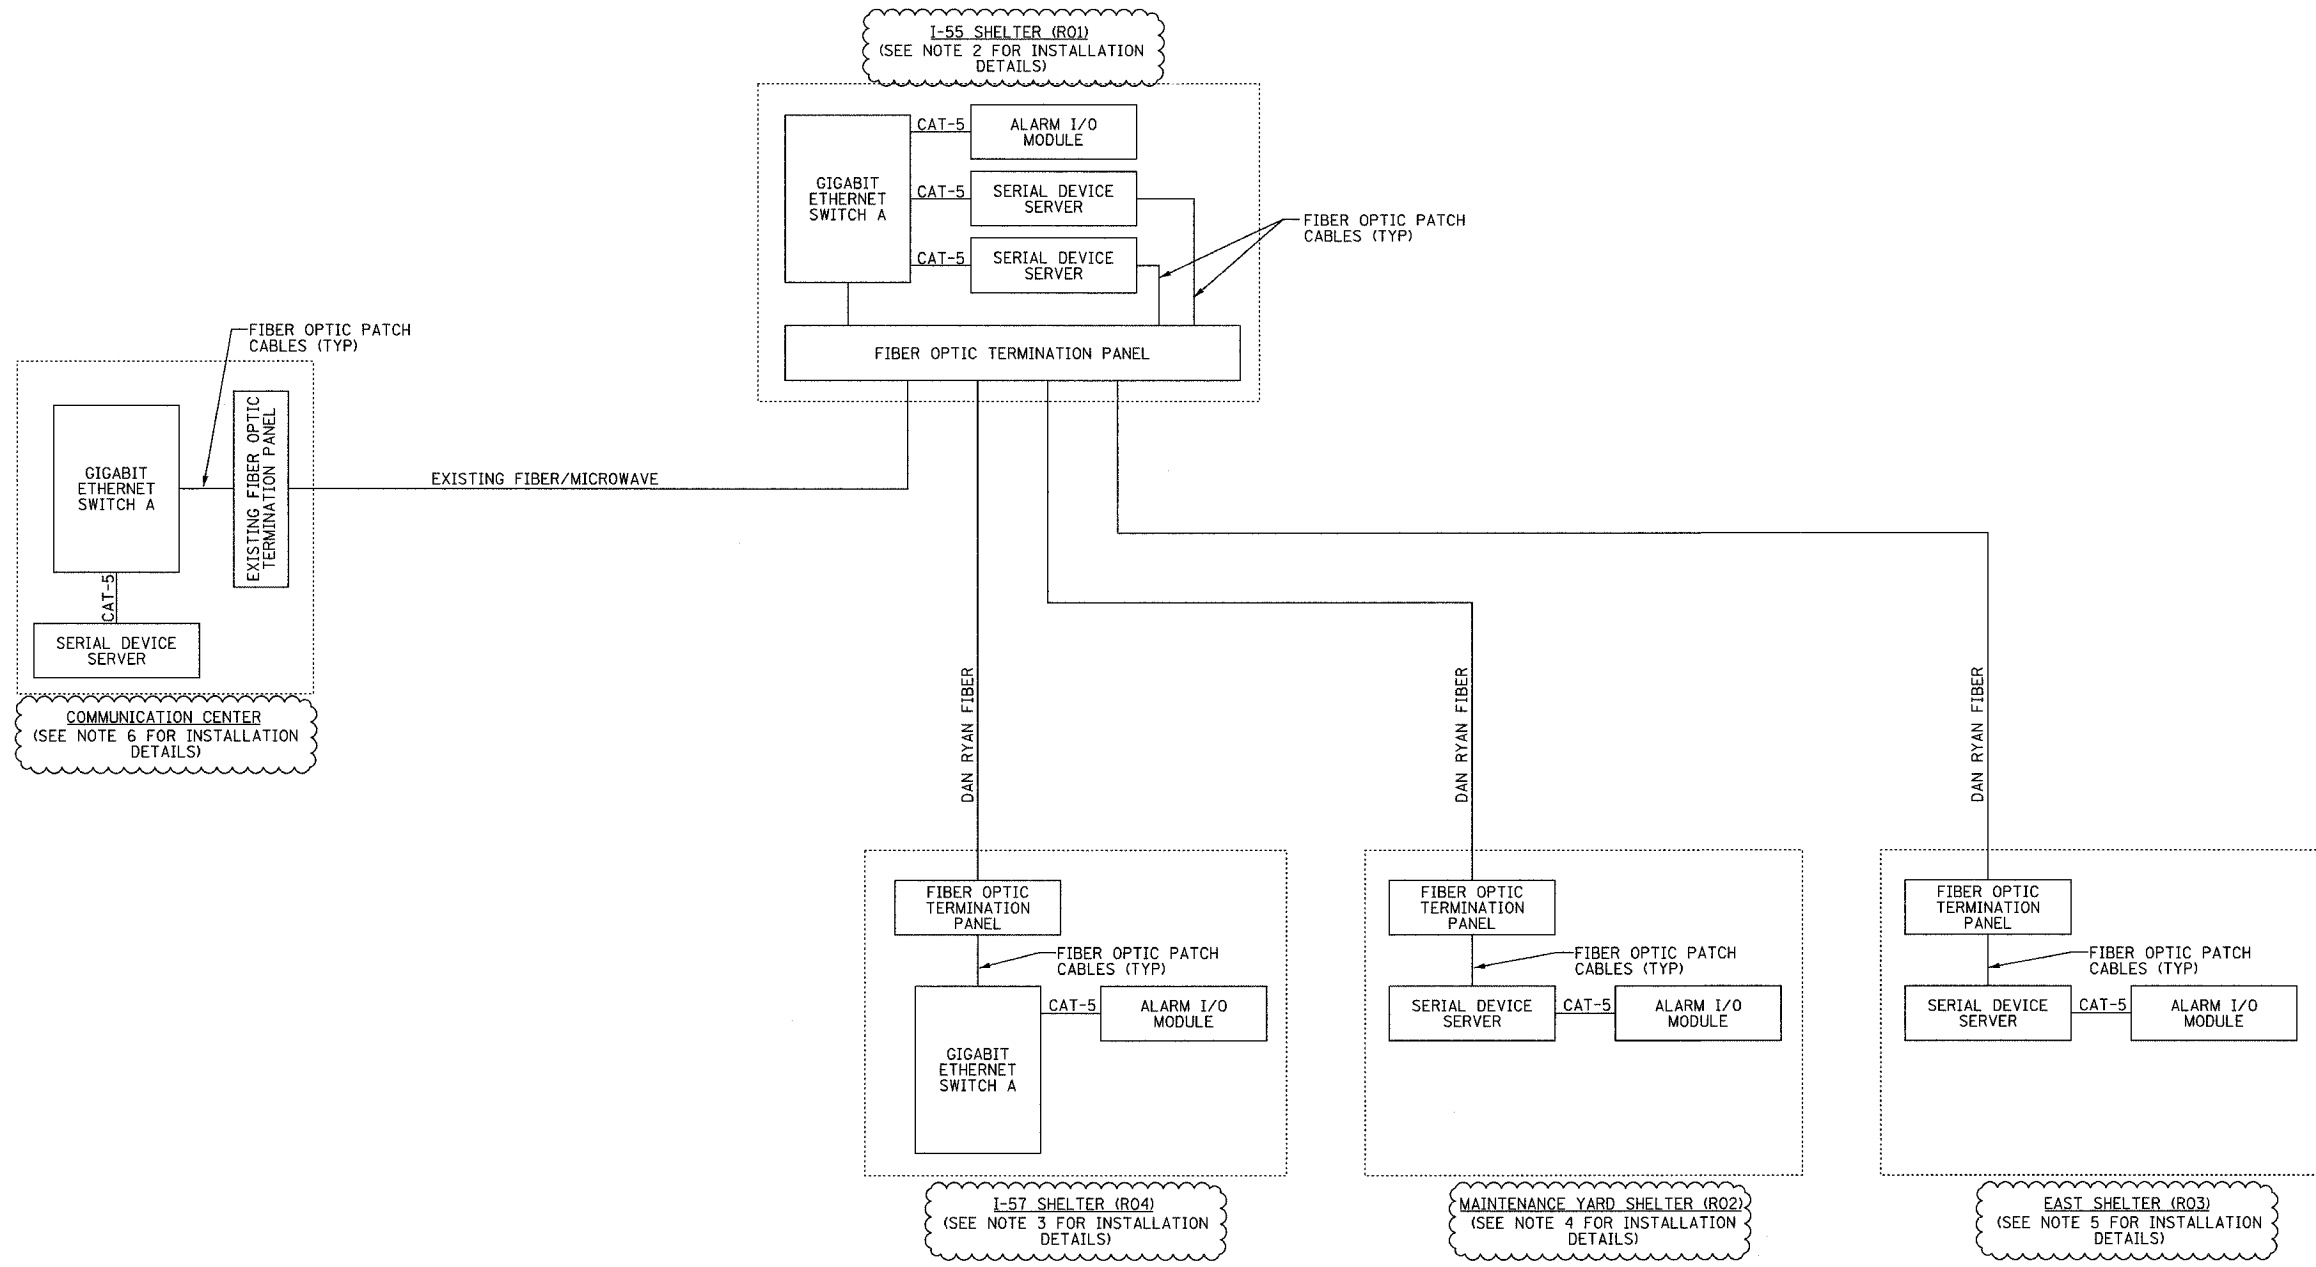 I-55 SHELTER (R01)
(SEE NOTE 2 FOR INSTALLATION
DETAILS)
CAT-5
ALARM I/O
MODULE
GIGABIT
ETHERNET
SWITCH A
CAT-5
SERIAL DEVICE
SERVER
CAT-5
SERIAL DEVICE
SERVER
FIBER OPTIC PATCH
CABLES (TYP)
FIBER OPTIC TERMINATION PANEL
FIBER OPTIC PATCH
CABLES (TYP)
GIGABIT
ETHERNET
SWITCH A
EXISTING FIBER OPTIC
TERMINATION PANEL
EXISTING FIBER/MICROWAVE
CAT-5
SERIAL DEVICE
SERVER
COMMUNICATION CENTER
(SEE NOTE 6 FOR INSTALLATION
DETAILS)
DAN RYAN FIBER
DAN RYAN FIBER
DAN RYAN FIBER
FIBER OPTIC
TERMINATION
PANEL
FIBER OPTIC PATCH
CABLES (TYP)
CAT-5
ALARM I/O
MODULE
GIGABIT
ETHERNET
SWITCH A
I-57 SHELTER (R04)
(SEE NOTE 3 FOR INSTALLATION
DETAILS)
FIBER OPTIC
TERMINATION
PANEL
FIBER OPTIC PATCH
CABLES (TYP)
SERIAL DEVICE
SERVER
CAT-5
ALARM I/O
MODULE
MAINTENANCE YARD SHELTER (R02)
(SEE NOTE 4 FOR INSTALLATION
DETAILS)
FIBER OPTIC
TERMINATION
PANEL
FIBER OPTIC PATCH
CABLES (TYP)
SERIAL DEVICE
SERVER
CAT-5
ALARM I/O
MODULE
EAST SHELTER (R03)
(SEE NOTE 5 FOR INSTALLATION
DETAILS)